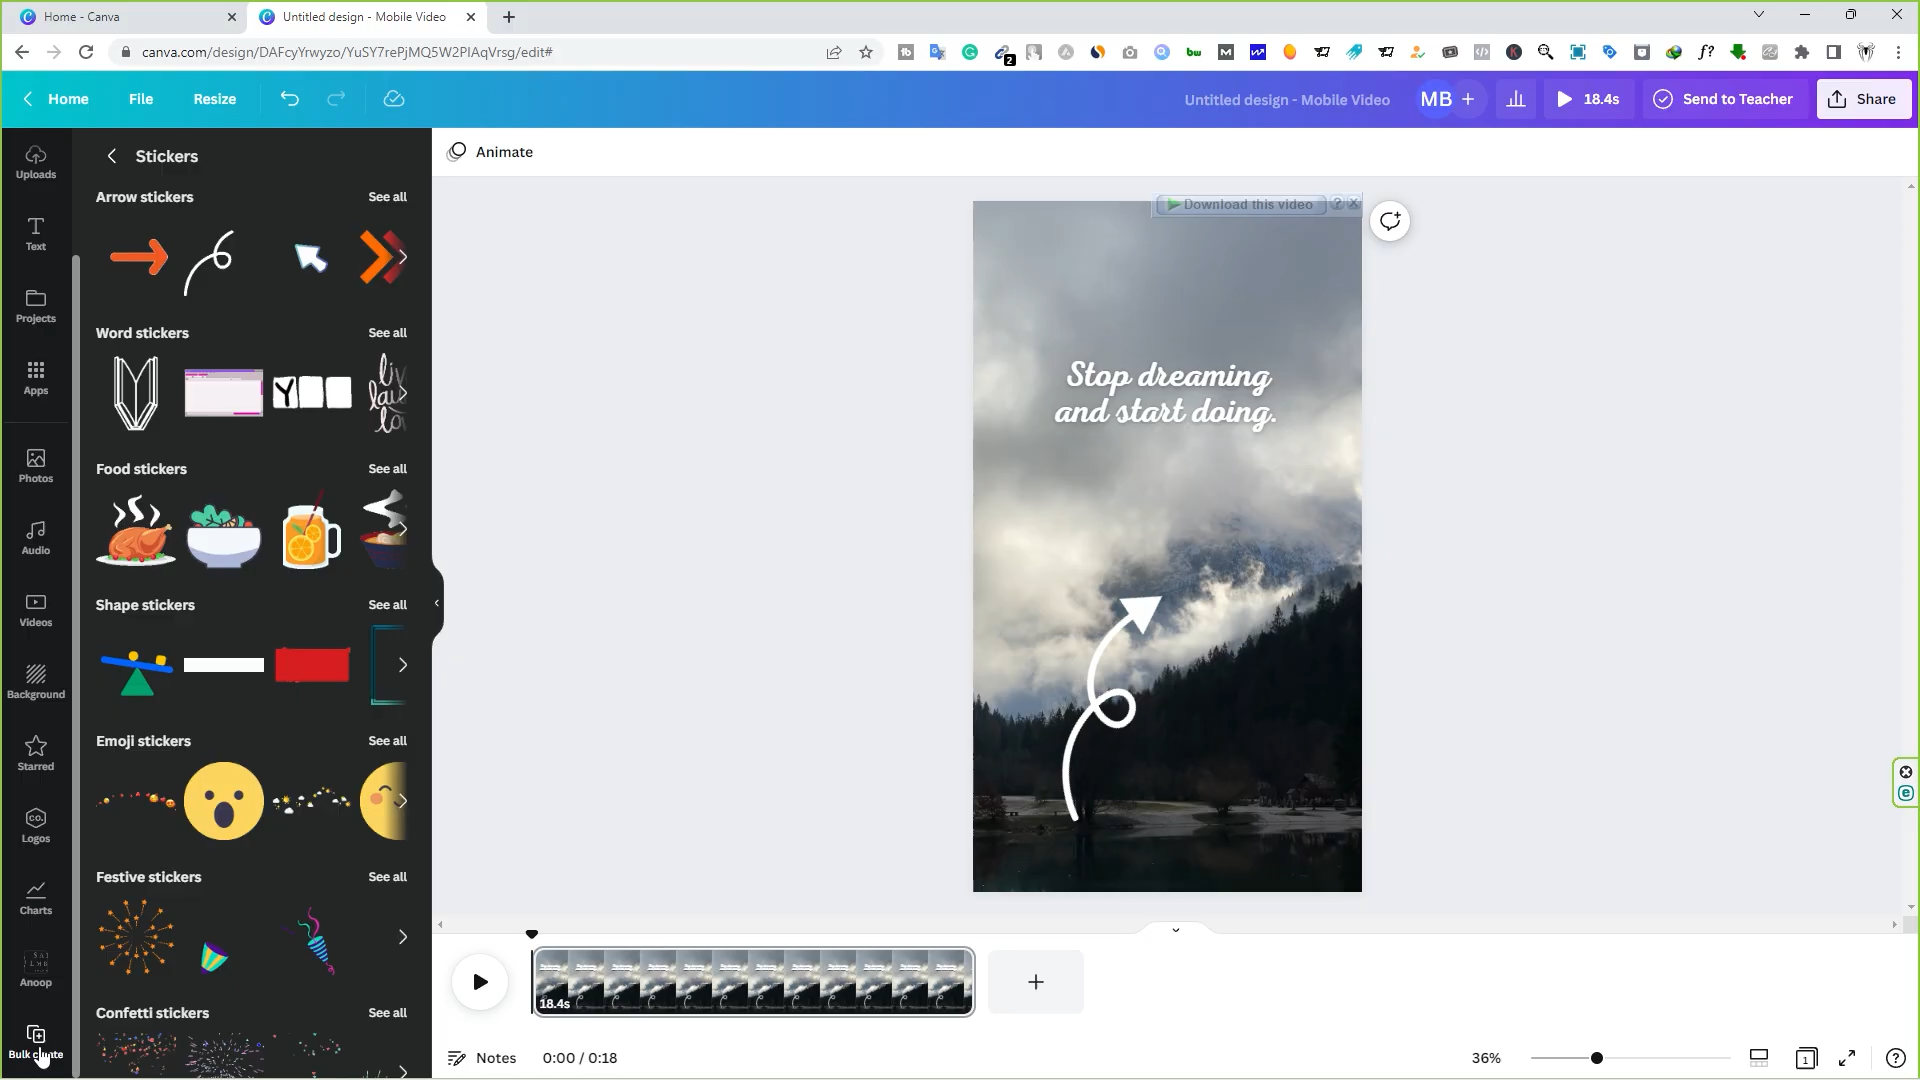 Home - Canva
Untitled design - Mobile Video
canva.com/design/DAFcyYrwyzo/YuSY7rePjMQ5W2PIAqVrsg/edit#
Home
File
Resize
Untitled design - Mobile Video
MB
18.4s
Send to Teacher
Share
Uploads
Text
Projects
Apps
Photos
Audio
Videos
Background
Starred
Logos
Charts
Anoop
Stickers
Arrow stickers
See all
Word stickers
See all
Food stickers
See all
Shape stickers
See all
Emoji stickers
See all
Festive stickers
See all
Confetti stickers
See all
Animate
Download this video
Stop dreaming
and start doing.
18.4s
Notes
0:00 / 0:18
36%
1